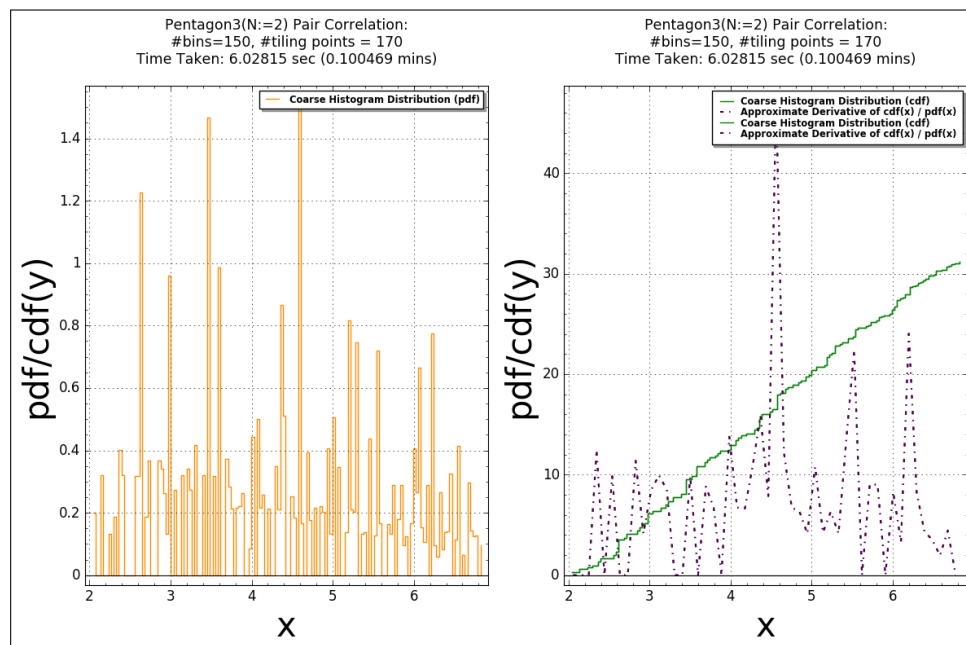 Pentagon3(N:=2) Pair Correlation:
#bins=150, #tiling points = 170
Time Taken: 6.02815 sec (0.100469 mins)
Coarse Histogram Distribution (pdf)
pdf/cdf(y)
1.4
1.2
1
0.8
0.6
0.4
0.2
0
2
3
4
5
6
x
Pentagon3(N:=2) Pair Correlation:
#bins=150, #tiling points = 170
Time Taken: 6.02815 sec (0.100469 mins)
Coarse Histogram Distribution (cdf)
Approximate Derivative of cdf(x) / pdf(x)
Coarse Histogram Distribution (cdf)
Approximate Derivative of cdf(x) / pdf(x)
pdf/cdf(y)
40
30
20
10
0
2
3
4
5
6
x